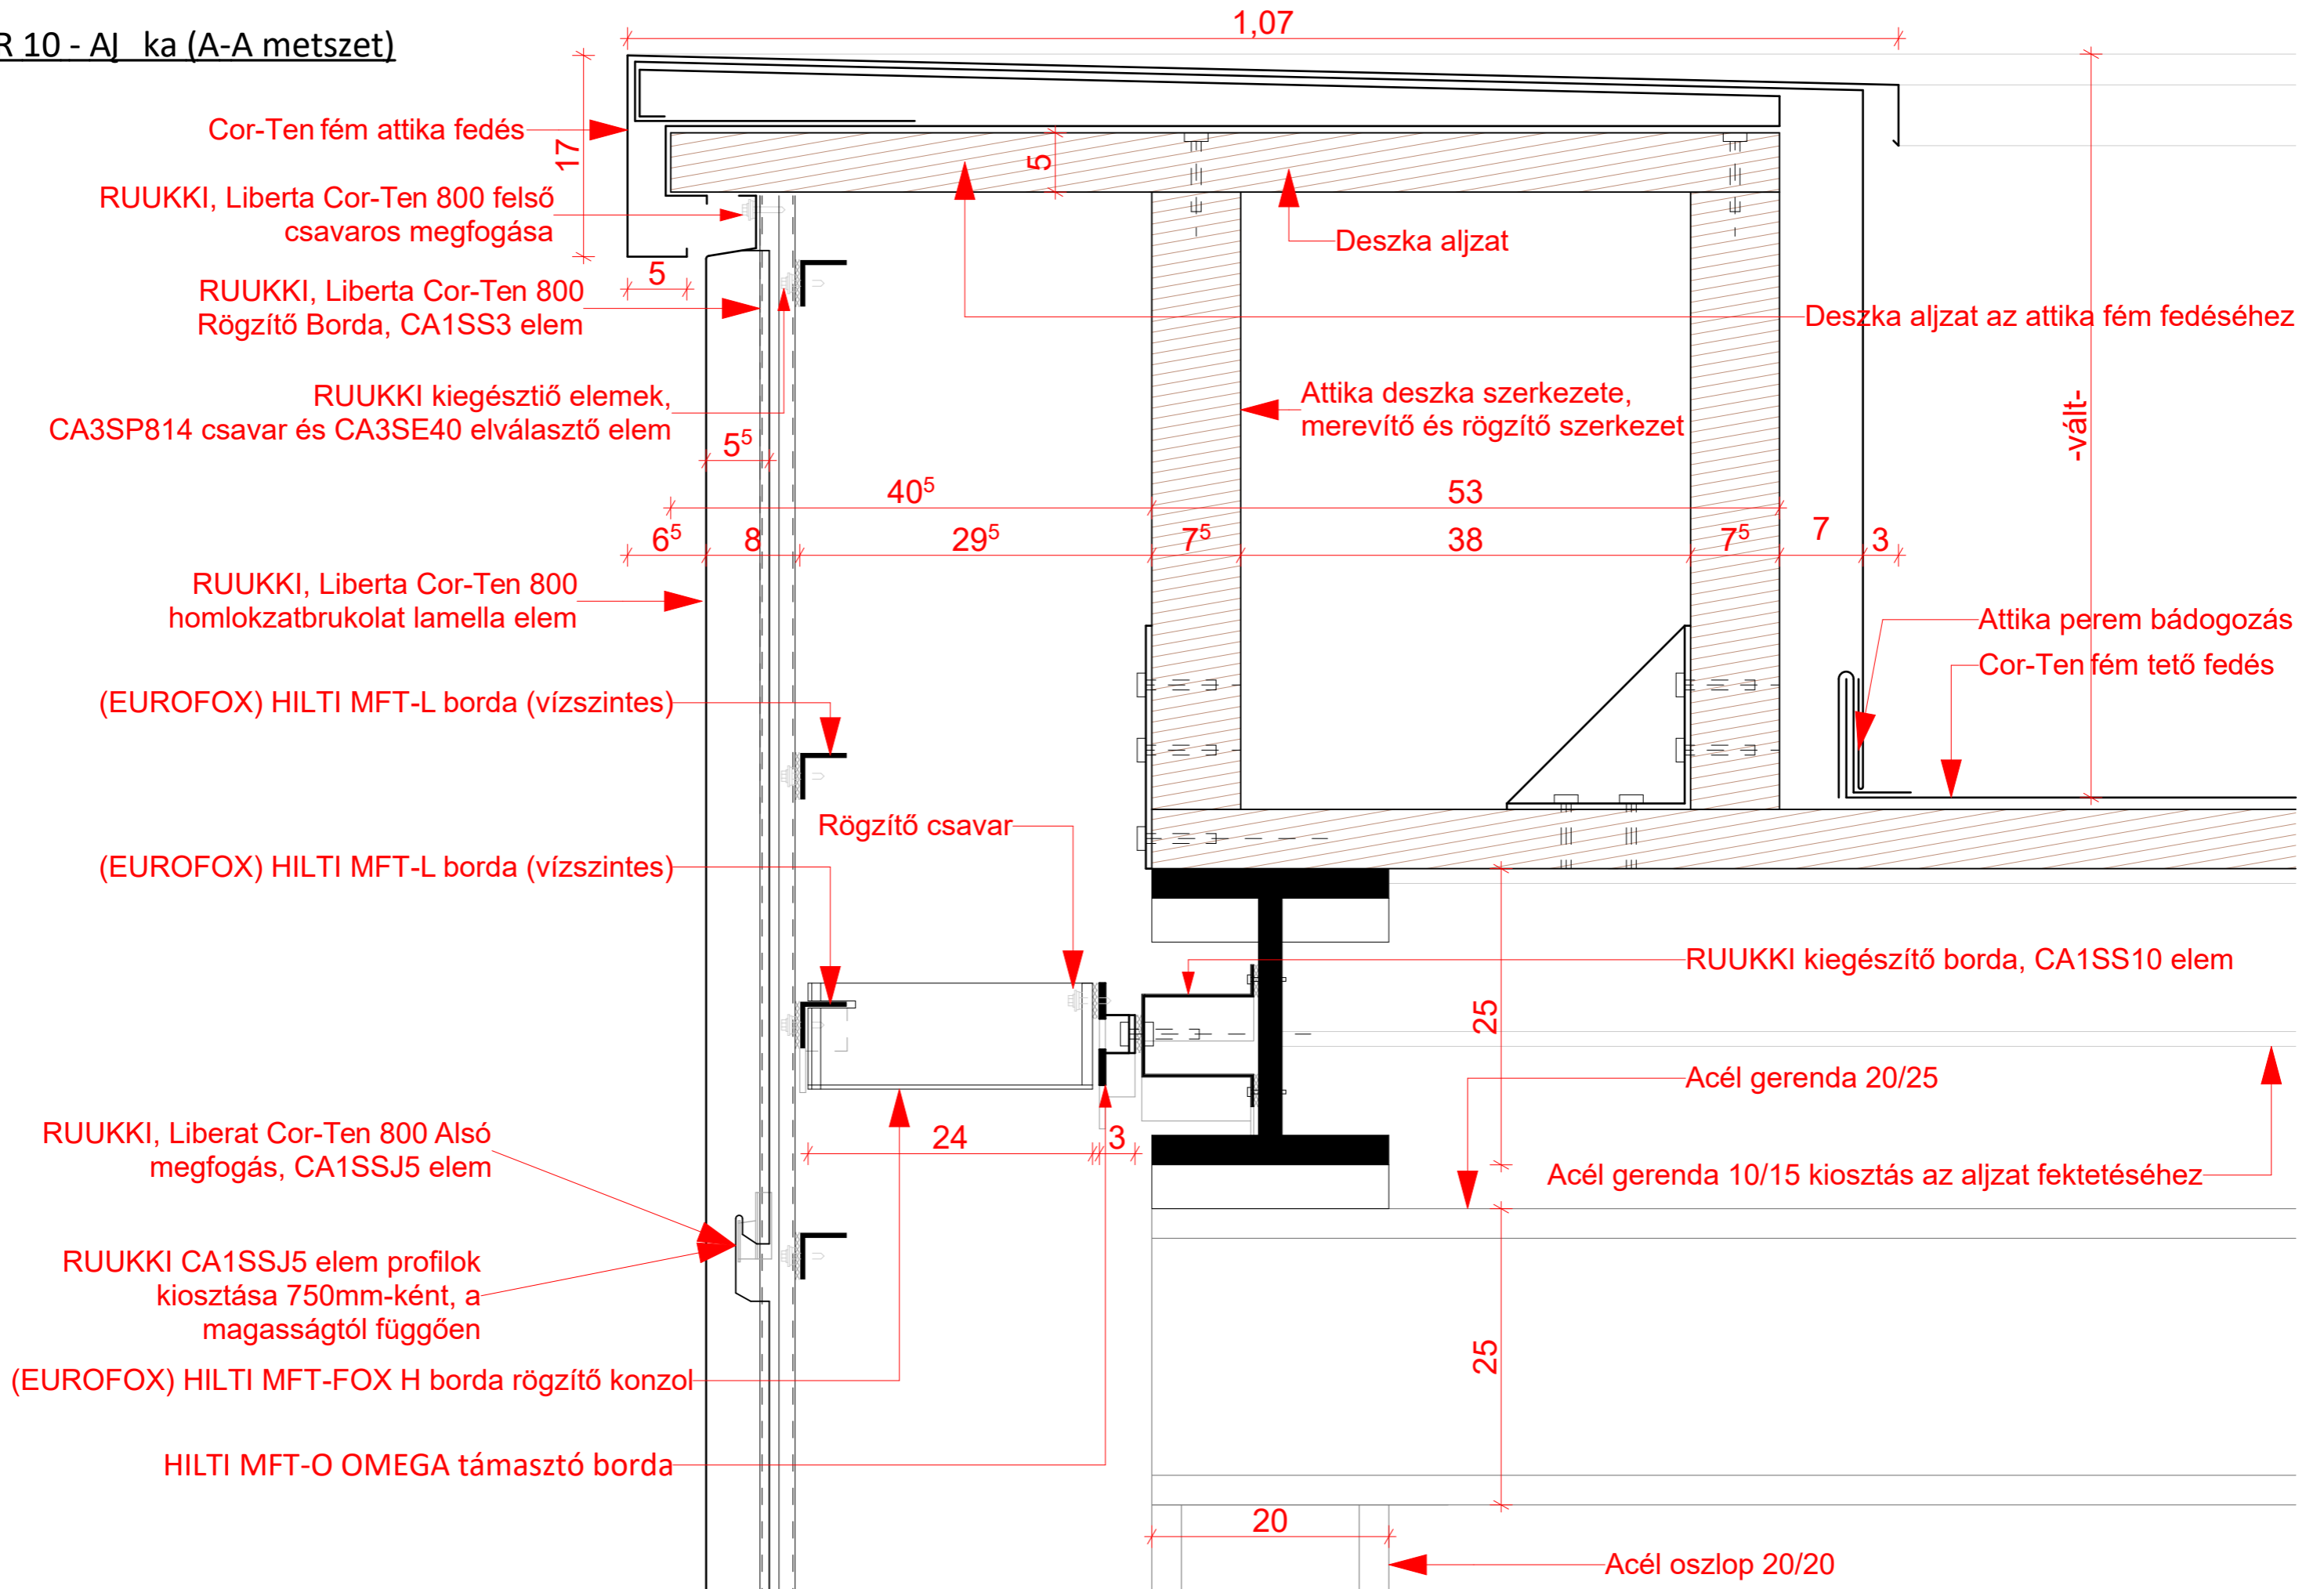 R 10 - AJ ka (A-A metszet)
1,07
Cor-Ten fém attika fedés
17
RUUKKI, Liberta Cor-Ten 800 felső
csavaros megfogása
5
Deszka aljzat
5
RUUKKI, Liberta Cor-Ten 800
Rögzítő Borda, CA1SS3 elem
Deszka aljzat az attika fém fedéséhez
RUUKKI kiegésztiő elemek,
CA3SP814 csavar és CA3SE40 elválasztő elem
Attika deszka szerkezete,
merevítő és rögzítő szerkezet
-vált-
5⁵
40⁵
53
6⁵
8
29⁵
7⁵
38
7⁵
7
3
RUUKKI, Liberta Cor-Ten 800
homlokzatbrukolat lamella elem
Attika perem bádogozás
Cor-Ten fém tető fedés
(EUROFOX) HILTI MFT-L borda (vízszintes)
Rögzítő csavar
(EUROFOX) HILTI MFT-L borda (vízszintes)
RUUKKI kiegészítő borda, CA1SS10 elem
25
Acél gerenda 20/25
24
3
RUUKKI, Liberat Cor-Ten 800 Alsó
megfogás, CA1SSJ5 elem
Acél gerenda 10/15 kiosztás az aljzat fektetéséhez
RUUKKI CA1SSJ5 elem profilok
kiosztása 750mm-ként, a
magasságtól függően
25
(EUROFOX) HILTI MFT-FOX H borda rögzítő konzol
HILTI MFT-O OMEGA támasztó borda
20
Acél oszlop 20/20